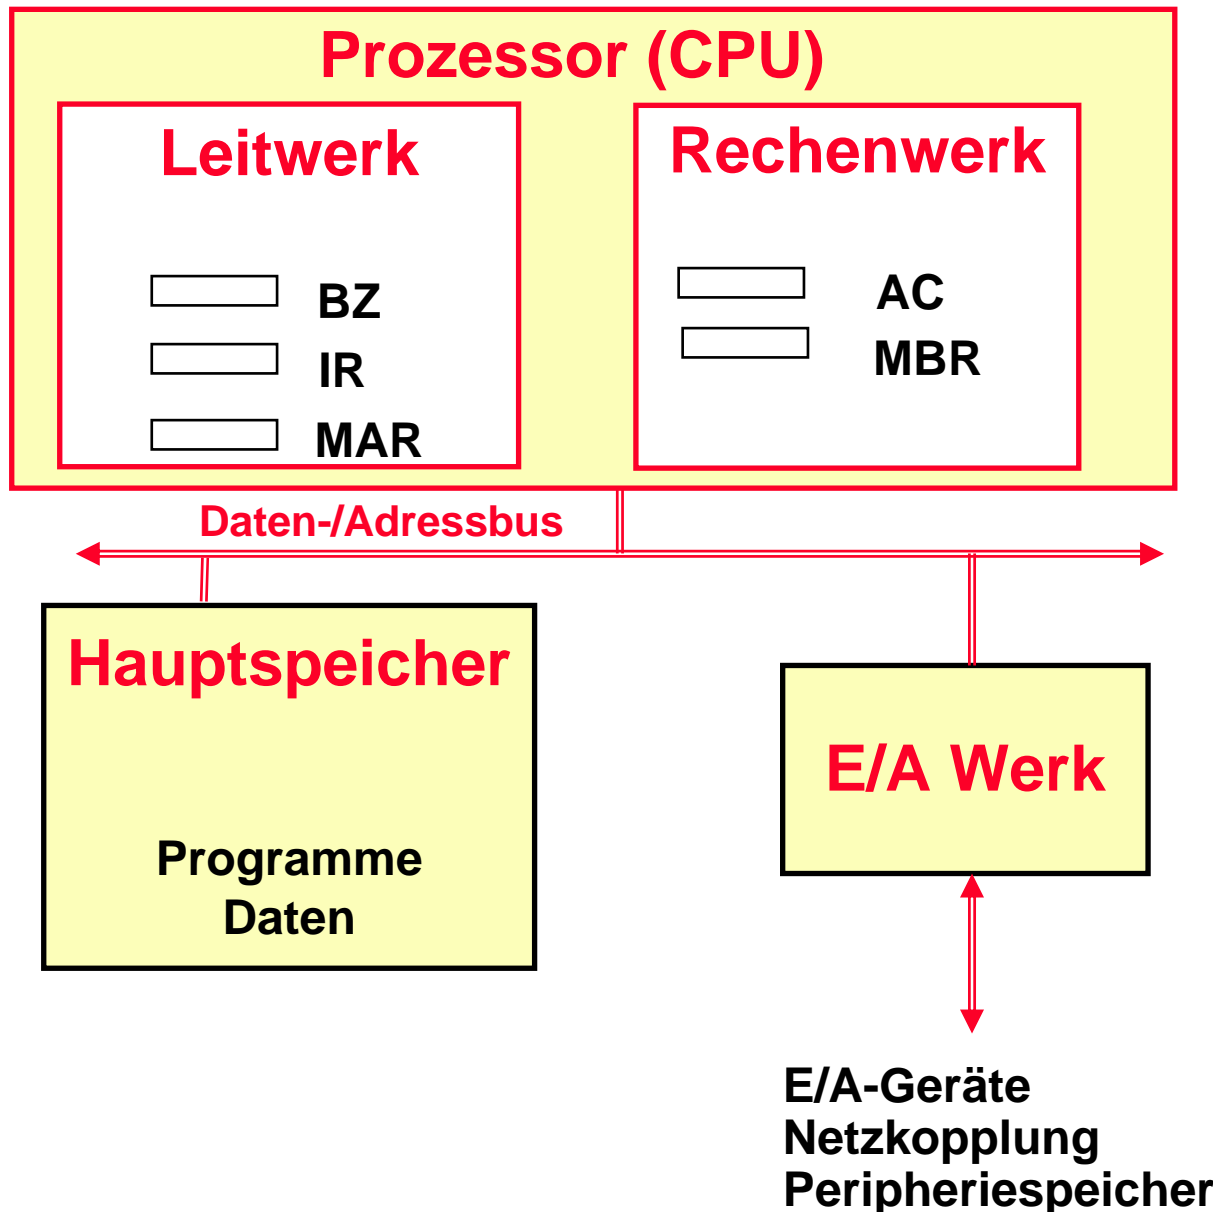 Prozessor (CPU)
Leitwerk
BZ
IR
MAR
Rechenwerk
AC
MBR
Daten-/Adressbus
Hauptspeicher
Programme
Daten
E/A Werk
E/A-Geräte
Netzkopplung
Peripheriespeicher